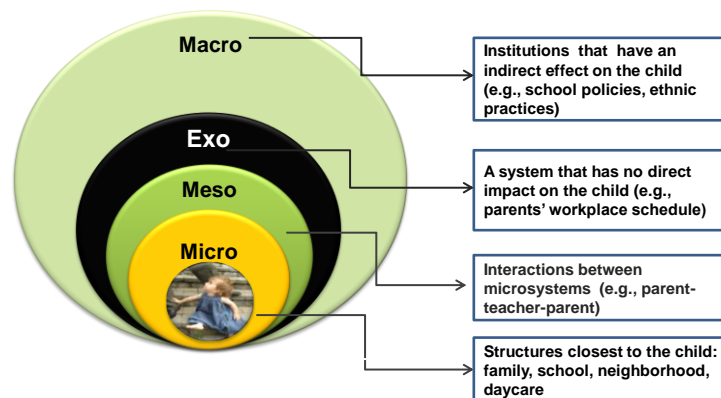 Macro
Institutions that have an
indirect effect on the child
(e.g., school policies, ethnic
practices)
Exo
A system that has no direct
impact on the child (e.g.,
parents' workplace schedule)
Meso
Interactions between
microsystems (e.g., parent-
teacher-parent)
Micro
Structures closest to the child:
family, school, neighborhood,
daycare